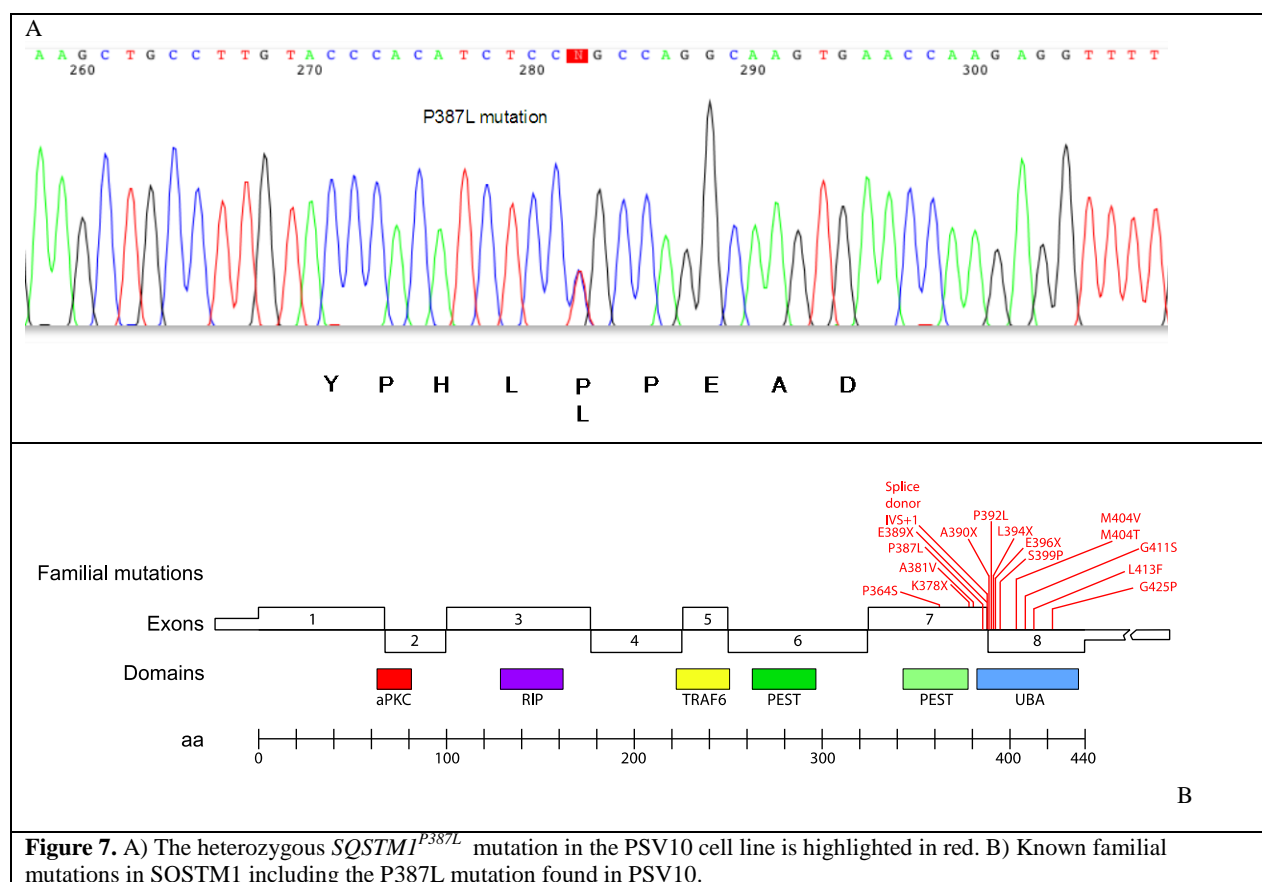 A
A A G C T G C C T T G T A C C C A C A T C T C C N G C C A G G C A A G T G A A C C A A G A G G T T T T
260 270 280 290 300
P387L mutation
Y P H L P P E A D
L
Splice
donor
IVS+1
E389X
P387L
A381V
K378X
P364S
A390X
P392L
L394X
E396X
S399P
M404V
M404T
G411S
L413F
G425P
Familial mutations
Exons
1 2 3 4 5 6 7 8
Domains
aPKC RIP TRAF6 PEST PEST UBA
aa
0 100 200 300 400 440
B
Figure 7. A) The heterozygous SQSTM1P387L mutation in the PSV10 cell line is highlighted in red. B) Known familial
mutations in SQSTM1 including the P387L mutation found in PSV10.